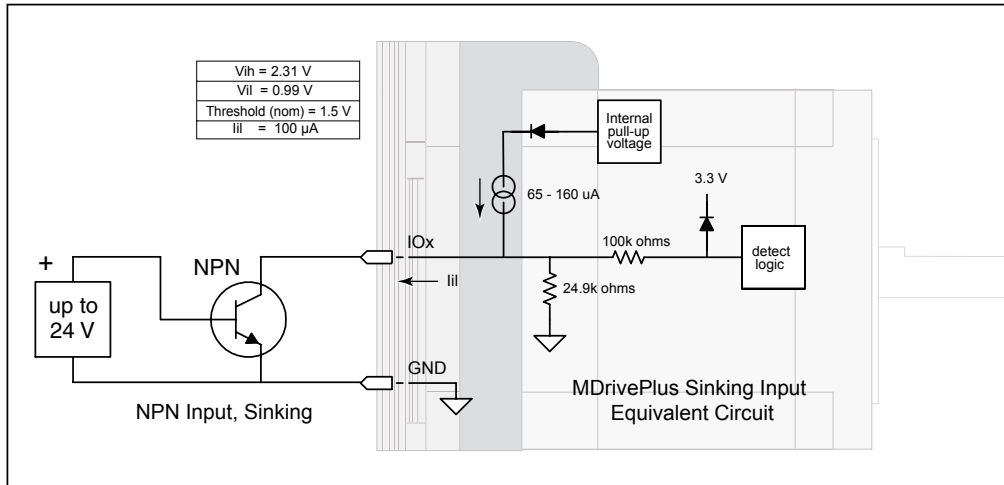 Vih = 2.31 V
Vil = 0.99 V
Threshold (nom) = 1.5 V
Iil = 100 µA
Internal
pull-up
voltage
65 - 160 uA
3.3 V
IOx
100k ohms
detect
logic
NPN
+
up to
24 V
Iil
24.9k ohms
GND
NPN Input, Sinking
MDrivePlus Sinking Input
Equivalent Circuit